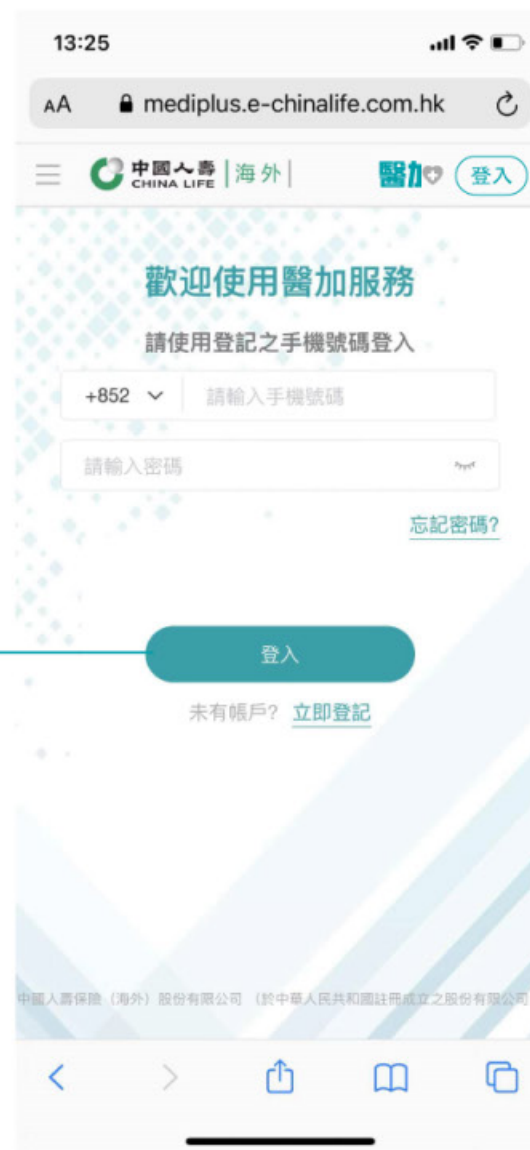 13:25
AA mediplus.e-chinalife.com.hk
中國人壽 CHINA LIFE 海外 醫加 登入
歡迎使用醫加服務
請使用登記之手機號碼登入
+852 請輸入手機號碼
請輸入密碼
忘記密碼?
登入
未有帳戶? 立即登記
中國人壽保險 (海外) 股份有限公司 (於中華人民共和國註冊成立之股份有限公司